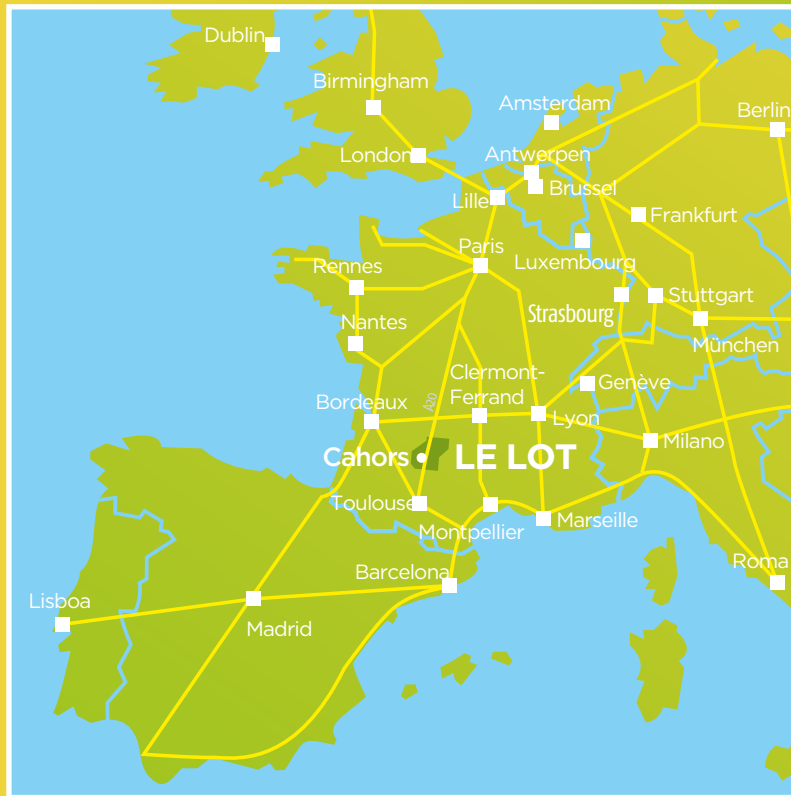 Dublin
Birmingham
Amsterdam
Berlin
London
Antwerpen
Brussel
Lille
Frankfurt
Paris
Luxembourg
Rennes
Stuttgart
Strasbourg
Nantes
München
Clermont-
Ferrand
Genève
A20
Bordeaux
Lyon
Milano
Cahors
LE LOT
Toulouse
Montpellier
Marseille
Roma
Barcelona
Lisboa
Madrid